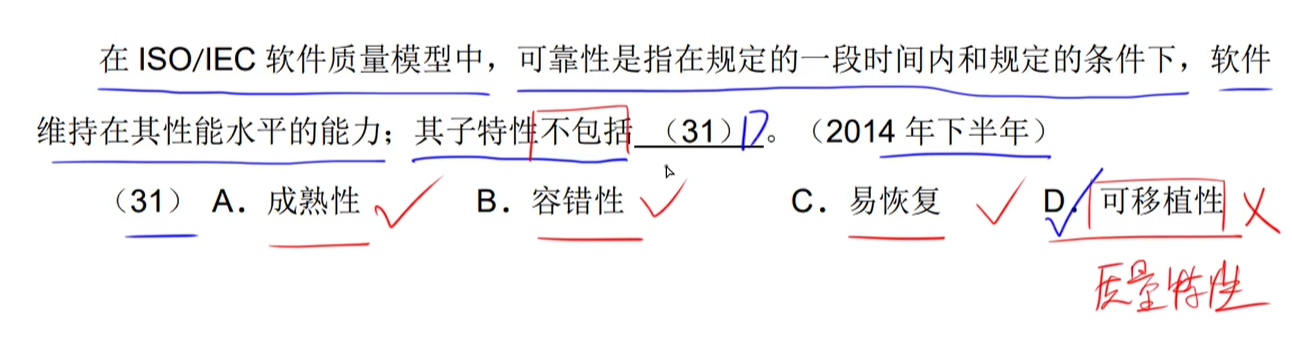 在 ISO/IEC 软件质量模型中，可靠性是指在规定的一段时间内和规定的条件下，软件
维持在其性能水平的能力；其子特性不包括 （31）D。（2014 年下半年）
（31） A．成熟性 B．容错性 C．易恢复 D．可移植性
质量特性